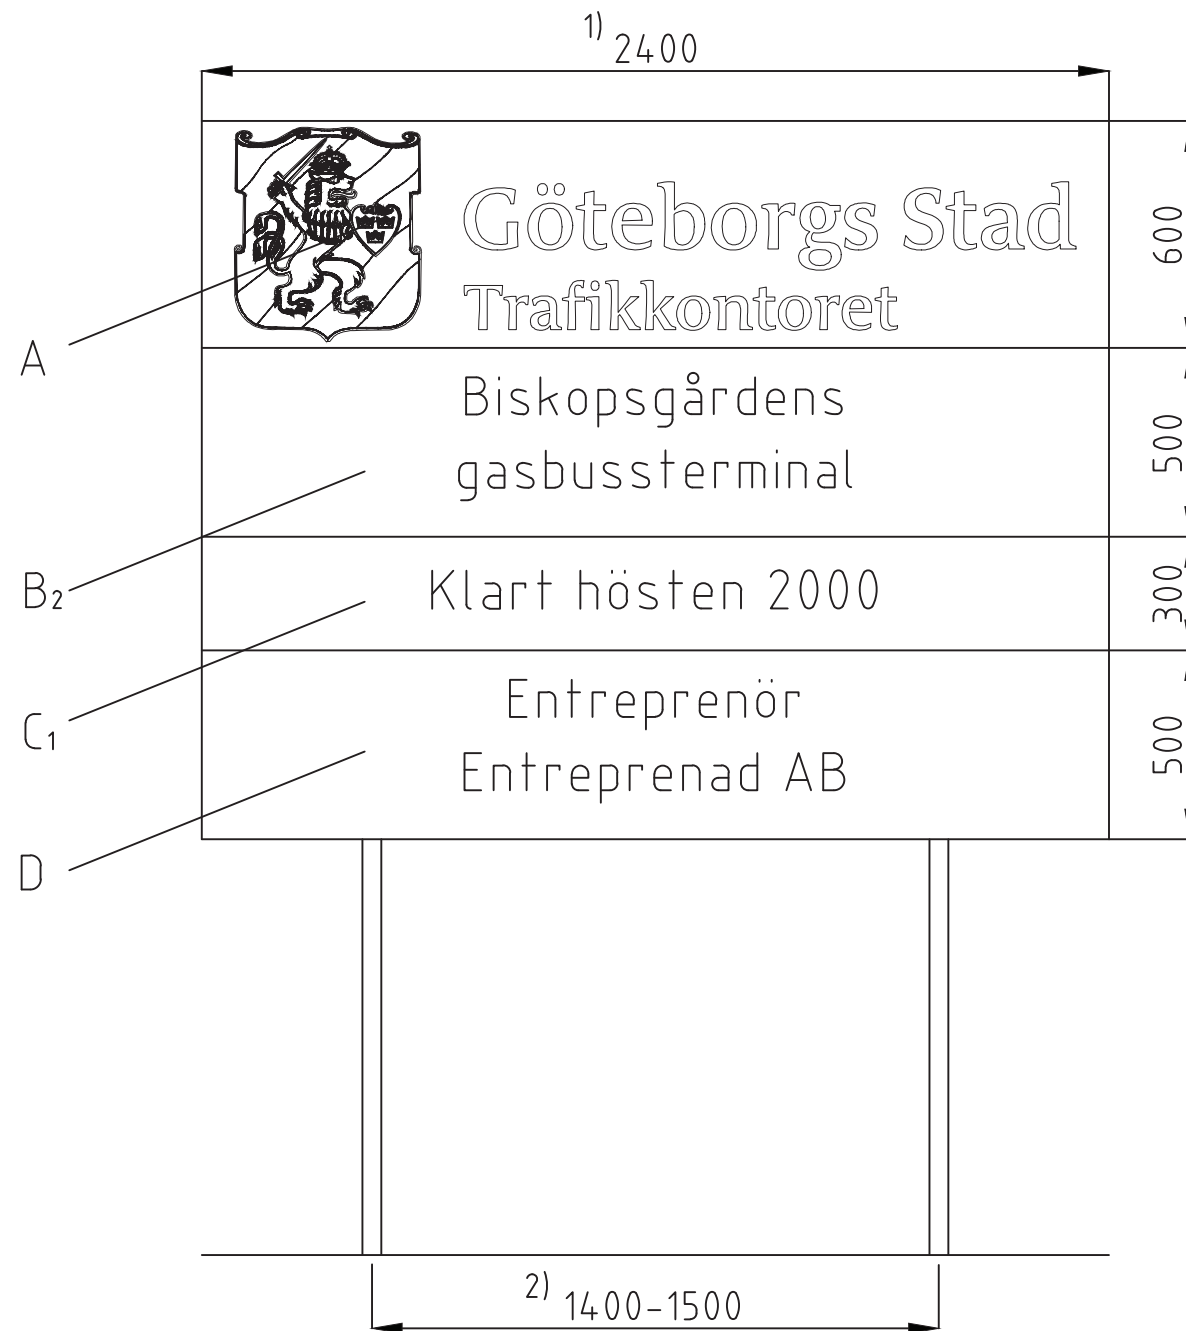 1) 2400
Göteborgs Stad
Trafikkontoret
600
A
Biskopsgårdens
gasbussterminal
500
B2
Klart hösten 2000
300
C1
Entreprenör
Entreprenad AB
500
D
2) 1400-1500